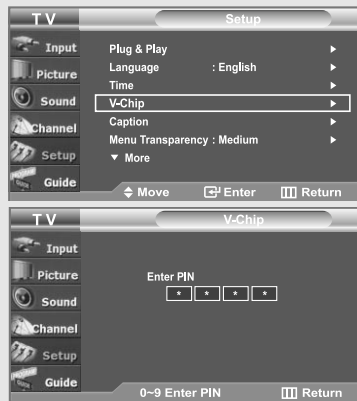 TV
Setup
Input
Picture
Sound
Channel
Setup
Guide
Plug & Play
Language : English
Time
V-Chip
Caption
Menu Transparency : Medium
More
Move Enter Return
TV
V-Chip
Input
Picture
Sound
Channel
Setup
Guide
Enter PIN
* * * *
0~9 Enter PIN Return